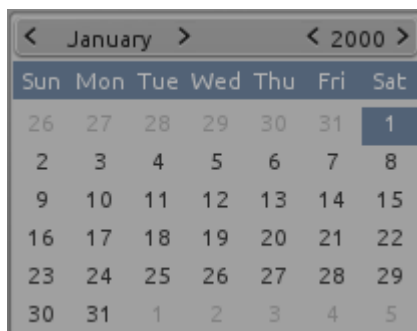 < January > < 2000 >
Sun Mon Tue Wed Thu Fri Sat
26 27 28 29 30 31 1
2 3 4 5 6 7 8
9 10 11 12 13 14 15
16 17 18 19 20 21 22
23 24 25 26 27 28 29
30 31 1 2 3 4 5